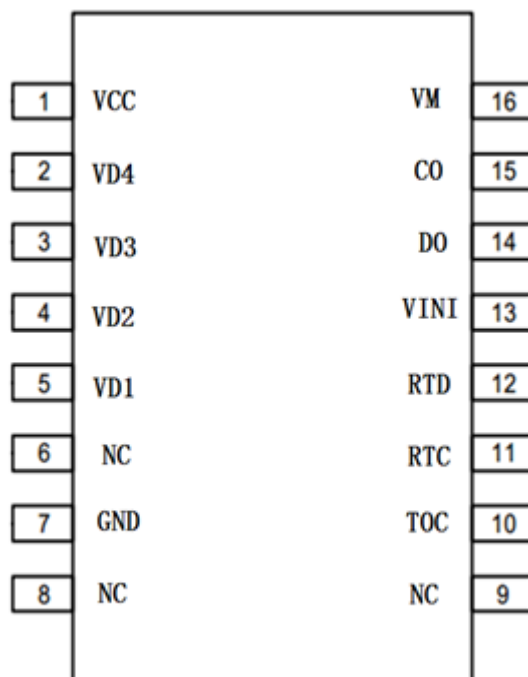 1 VCC VM 16
2 VD4 CO 15
3 VD3 DO 14
4 VD2 VINI 13
5 VD1 RTD 12
6 NC RTC 11
7 GND TOC 10
8 NC NC 9